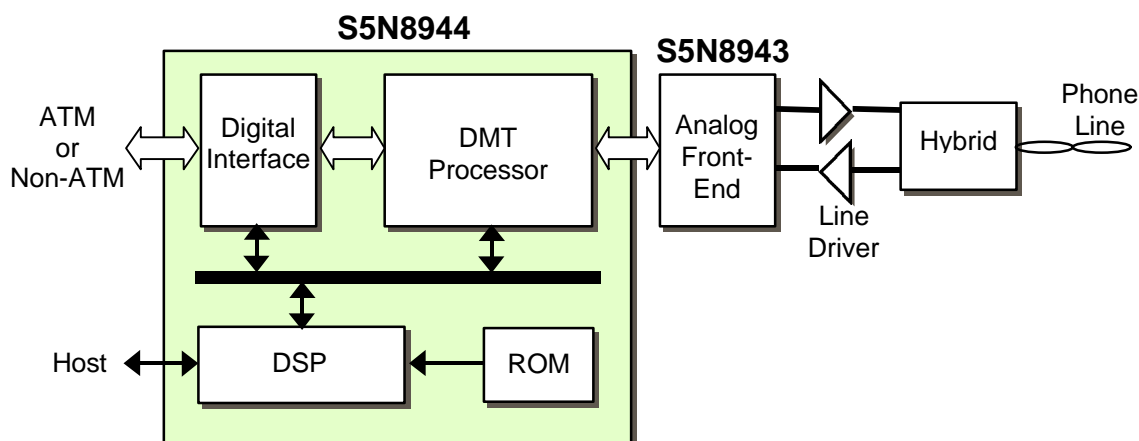 S5N8944
S5N8943
ATM
or
Non-ATM
Digital
Interface
DMT
Processor
Analog
Front-
End
Line
Driver
Hybrid
Phone
Line
Host
DSP
ROM